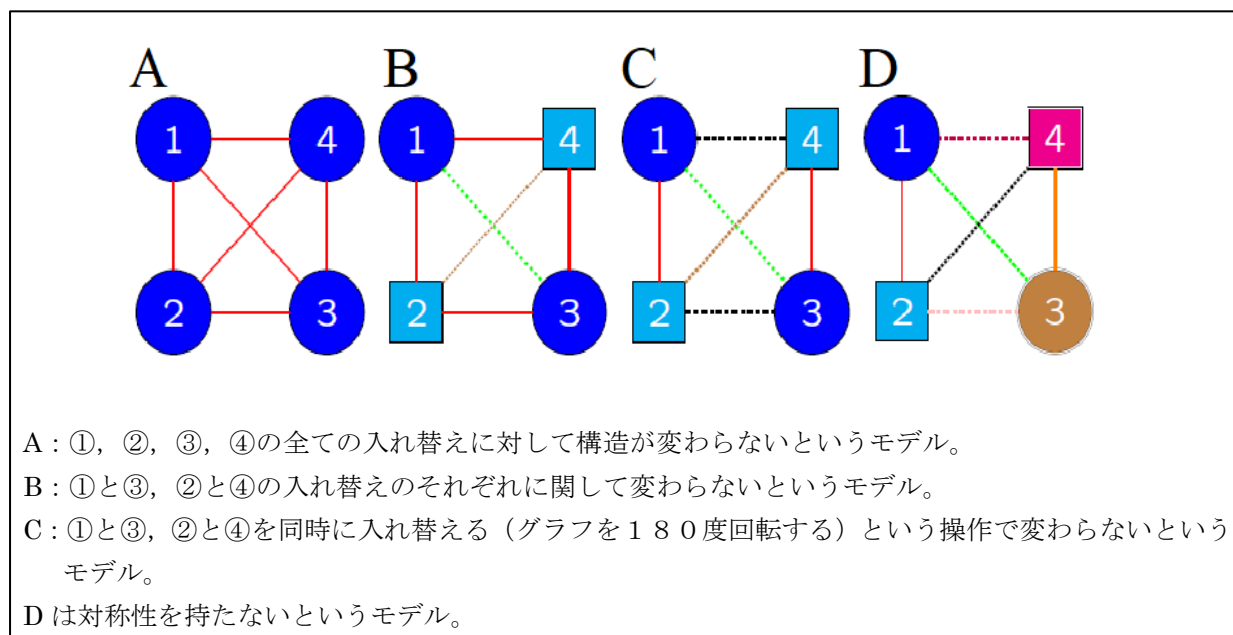 A B C D
1 4 1 4 1 4 1 4
2 3 2 3 2 3 2 3
A：①，②，③，④の全ての入れ替えに対して構造が変わらないというモデル。
B：①と③，②と④の入れ替えのそれぞれに関して変わらないというモデル。
C：①と③，②と④を同時に入れ替える（グラフを１８０度回転する）という操作で変わらないという
モデル。
D は対称性を持たないというモデル。